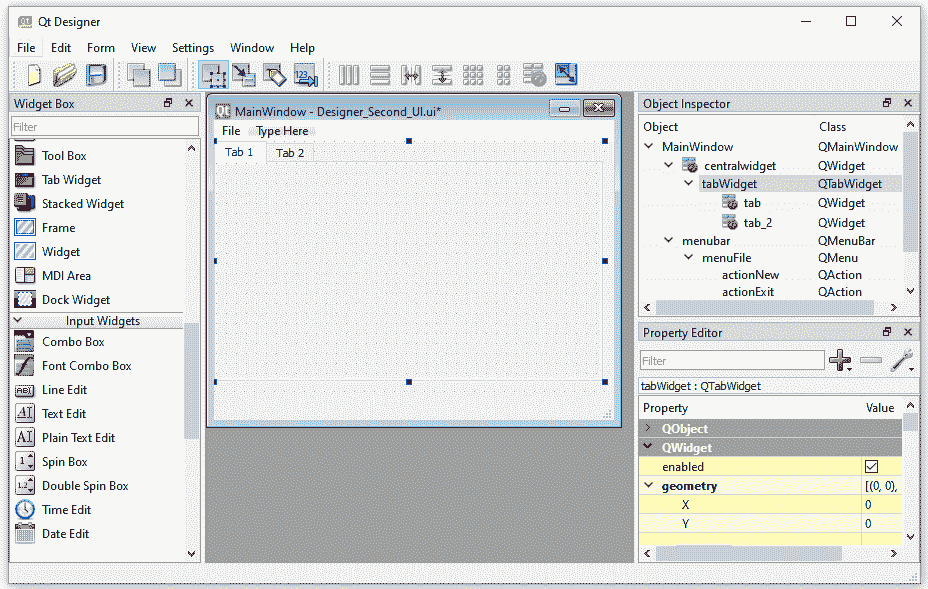 Qt Designer
File Edit Form View Settings Window Help
Widget Box
Filter
Tool Box
Tab Widget
Stacked Widget
Frame
Widget
MDI Area
Dock Widget
Input Widgets
Combo Box
Font Combo Box
Line Edit
Text Edit
Plain Text Edit
Spin Box
Double Spin Box
Time Edit
Date Edit
MainWindow - Designer_Second_UI.ui*
File Type Here
Tab 1 Tab 2
Object Inspector
Object Class
MainWindow QMainWindow
centralwidget QWidget
tabWidget QTabWidget
tab QWidget
tab_2 QWidget
menubar QMenuBar
menuFile QMenu
actionNew QAction
actionExit QAction
Property Editor
Filter
tabWidget : QTabWidget
Property Value
QObject
QWidget
enabled
geometry [(0, 0),
X 0
Y 0